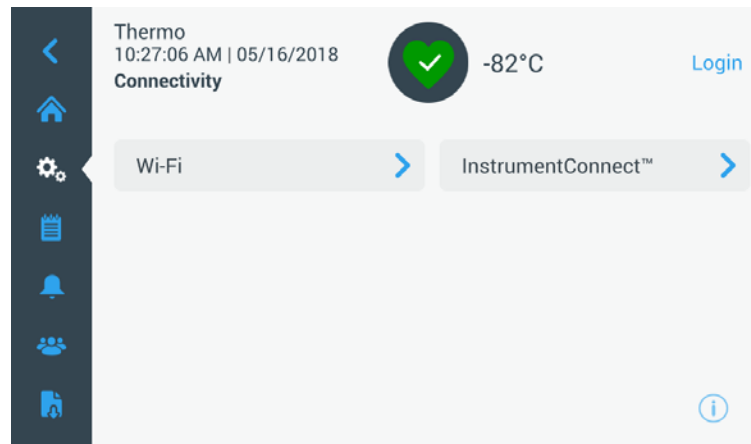 Thermo
10:27:06 AM | 05/16/2018
Connectivity
-82°C
Login
Wi-Fi
InstrumentConnect™